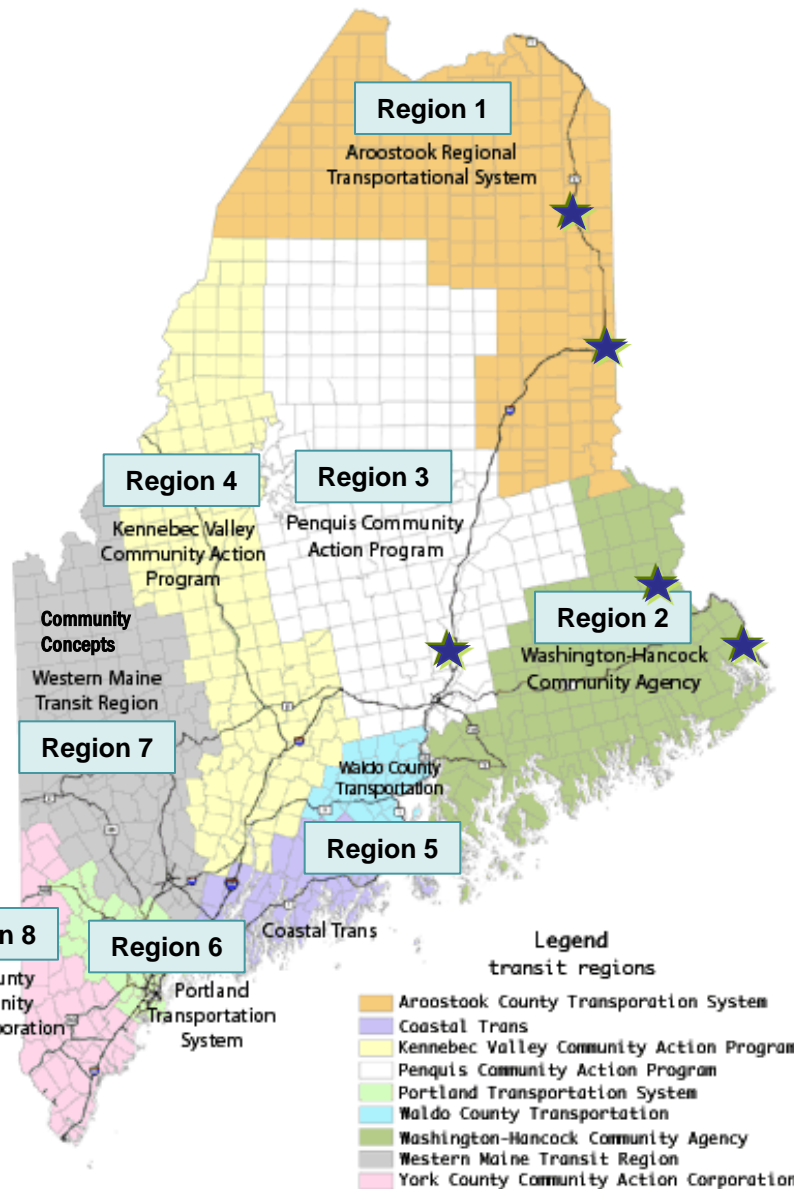 Region 1
Aroostook Regional
Transportational System
Region 4
Region 3
Kennebec Valley
Community Action
Program
Penquis Community
Action Program
Community
Concepts
Region 2
Washington-Hancock
Community Agency
Western Maine
Transit Region
Region 7
Waldo County
Transportation
Region 5
n 8
Region 6
Coastal Trans
unty
nity
oration
Portland
Transportation
System
Legend
transit regions
Aroostook County Transporation System
Coastal Trans
Kennebec Valley Community Action Program
Penquis Community Action Program
Portland Transportation System
Waldo County Transportation
Washington-Hancock Community Agency
Western Maine Transit Region
York County Community Action Corporation